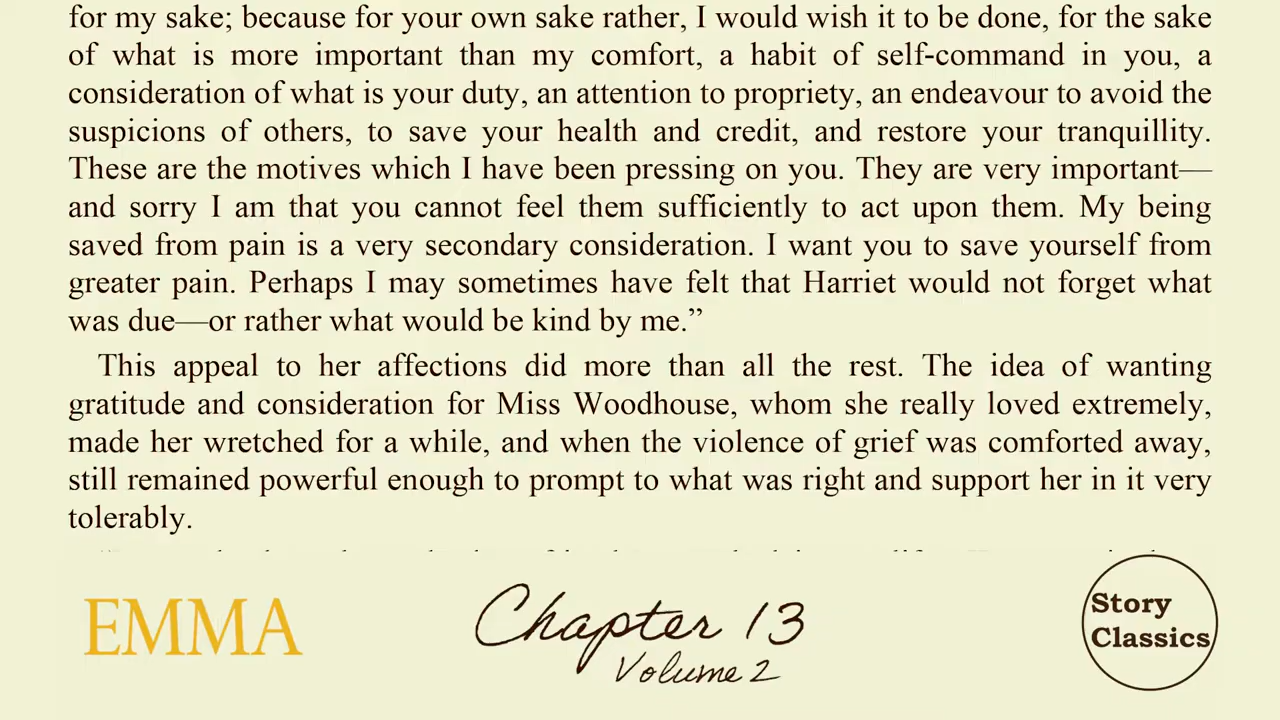 for my sake; because for your own sake rather, I would wish it to be done, for the sake
of what is more important than my comfort, a habit of self-command in you, a
consideration of what is your duty, an attention to propriety, an endeavour to avoid the
suspicions of others, to save your health and credit, and restore your tranquillity.
These are the motives which I have been pressing on you. They are very important—
and sorry I am that you cannot feel them sufficiently to act upon them. My being
saved from pain is a very secondary consideration. I want you to save yourself from
greater pain. Perhaps I may sometimes have felt that Harriet would not forget what
was due—or rather what would be kind by me.”
This appeal to her affections did more than all the rest. The idea of wanting
gratitude and consideration for Miss Woodhouse, whom she really loved extremely,
made her wretched for a while, and when the violence of grief was comforted away,
still remained powerful enough to prompt to what was right and support her in it very
tolerably.
EMMA
Chapter 13
Volume 2
Story
Classics